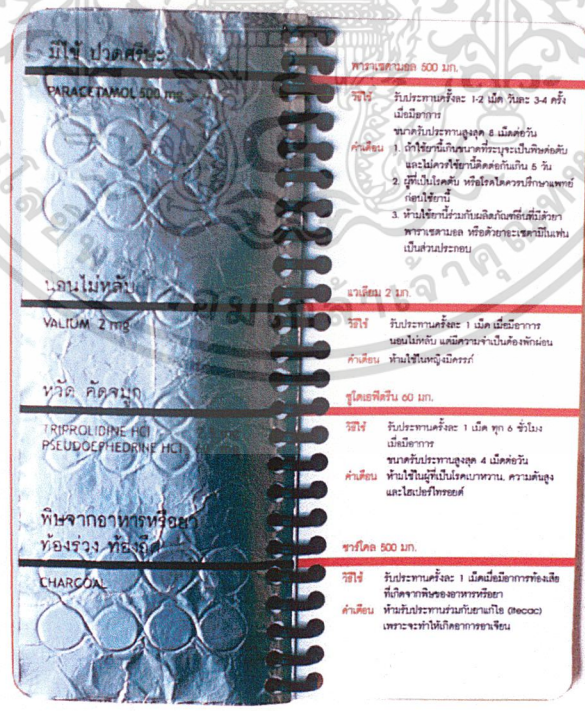 มีไข้ ปวดศรีษะ
PARACETAMOL 500 mg
นอนไม่หลับ
VALIUM 2 mg
หวัด คัดจมูก
TRIPROLIDINE HCl
PSEUDOEPHEDRINE HCl
พิษจากอาหารหรือยา
ท้องร่วง ท้องอืด
CHARCOAL
พาราเซตามอล 500 มก.
วิธีใช้ รับประทานครั้งละ 1-2 เม็ด วันละ 3-4 ครั้ง
เมื่อมีอาการ
ขนาดรับประทานสูงสุด 8 เม็ดต่อวัน
คำเตือน 1. ถ้าใช้ยานี้เกินขนาดที่ระบุจะเป็นพิษต่อตับ
และไม่ควรใช้ยานี้ติดต่อกันเกิน 5 วัน
2. ผู้ที่เป็นโรคตับ หรือโรคไตควรปรึกษาแพทย์
ก่อนใช้ยานี้
3. ห้ามใช้ยานี้ร่วมกับผลิตภัณฑ์อื่นที่มีตัวยา
พาราเซตามอล หรือตัวยาอะเซตามิโนเฟน
เป็นส่วนประกอบ
แวเลียม 2 มก.
วิธีใช้ รับประทานครั้งละ 1 เม็ด เมื่อมีอาการ
นอนไม่หลับ แต่มีความจำเป็นต้องพักผ่อน
คำเตือน ห้ามใช้ในหญิงมีครรภ์
ซูโดเอฟีดรีน 60 มก.
วิธีใช้ รับประทานครั้งละ 1 เม็ด ทุก 6 ชั่วโมง
เมื่อมีอาการ
ขนาดรับประทานสูงสุด 4 เม็ดต่อวัน
คำเตือน ห้ามใช้ในผู้ที่เป็นโรคเบาหวาน, ความดันสูง
และไฮเปอร์ไทรอยด์
ชาร์โคล 500 มก.
วิธีใช้ รับประทานครั้งละ 1 เม็ดเมื่อมีอาการท้องเสีย
ที่เกิดจากพิษของอาหารหรือยา
คำเตือน ห้ามรับประทานร่วมกับยาแก้ไอ (Itecac)
เพราะจะทำให้เกิดอาการอาเจียน